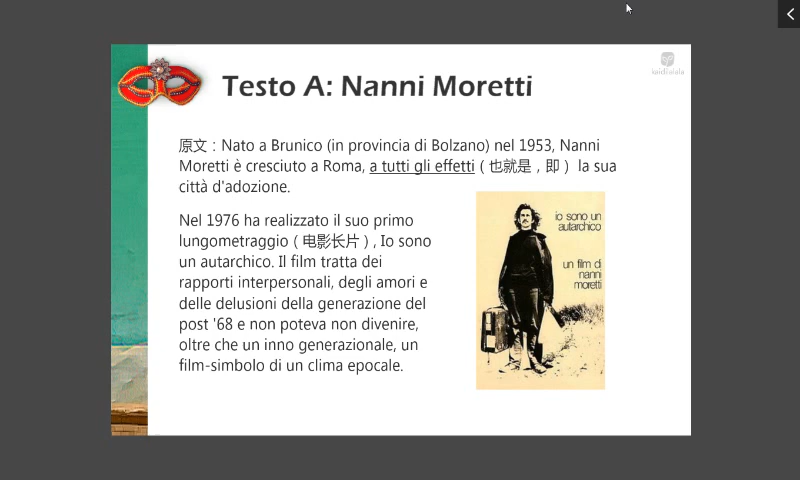 Testo A: Nanni Moretti
kaidialala
原文：Nato a Brunico (in provincia di Bolzano) nel 1953, Nanni
Moretti è cresciuto a Roma, a tutti gli effetti（也就是，即） la sua
città d'adozione.
Nel 1976 ha realizzato il suo primo
lungometraggio（电影长片）, Io sono
un autarchico. Il film tratta dei
rapporti interpersonali, degli amori e
delle delusioni della generazione del
post '68 e non poteva non divenire,
oltre che un inno generazionale, un
film-simbolo di un clima epocale.
io sono un
autarchico
un film di
nanni
moretti